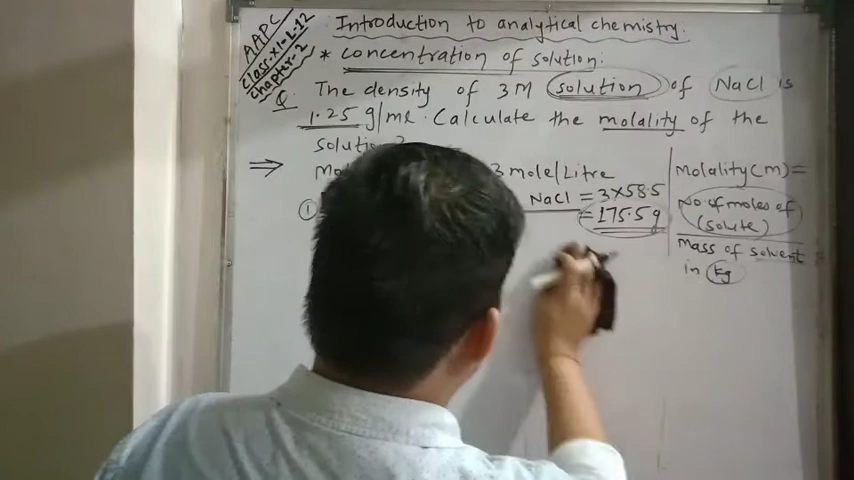 AAPC
Class-XI-L-12
Chapter-2
Introduction to analytical chemistry.
* Concentration of solution:
Q. The density of 3M solution of NaCl is
1.25 g/ml. Calculate the molality of the
solution?
⇒ 3 mole/Litre
① NaCl = 3×58.5
= 175.5g
Molality(m) =
No. of moles of
(solute)
Mass of solvent
in kg